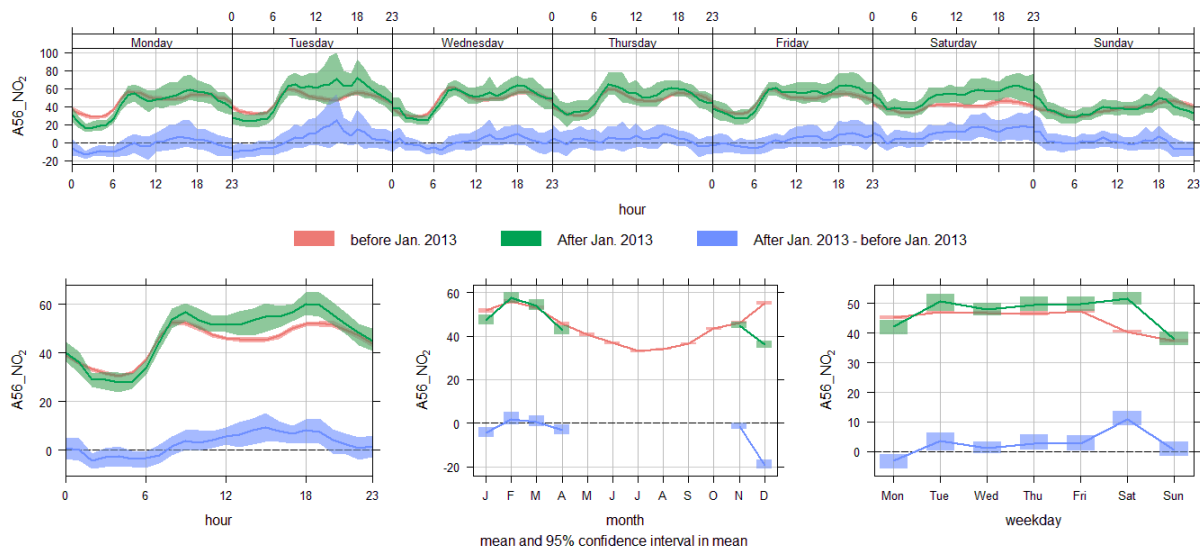 0 6 12 18 23 0 6 12 18 23 0 6 12 18 23
Monday Tuesday Wednesday Thursday Friday Saturday Sunday
100
80
60
40
20
0
-20
A56_NO₂
0 6 12 18 23 0 6 12 18 23 0 6 12 18 23 0 6 12 18 23
hour
before Jan. 2013 After Jan. 2013 After Jan. 2013 - before Jan. 2013
60
40
20
0
A56_NO₂
0 6 12 18 23
hour
60
40
20
0
-20
A56_NO₂
J F M A M J J A S O N D
month
50
40
30
20
10
0
A56_NO₂
Mon Tue Wed Thu Fri Sat Sun
weekday
mean and 95% confidence interval in mean